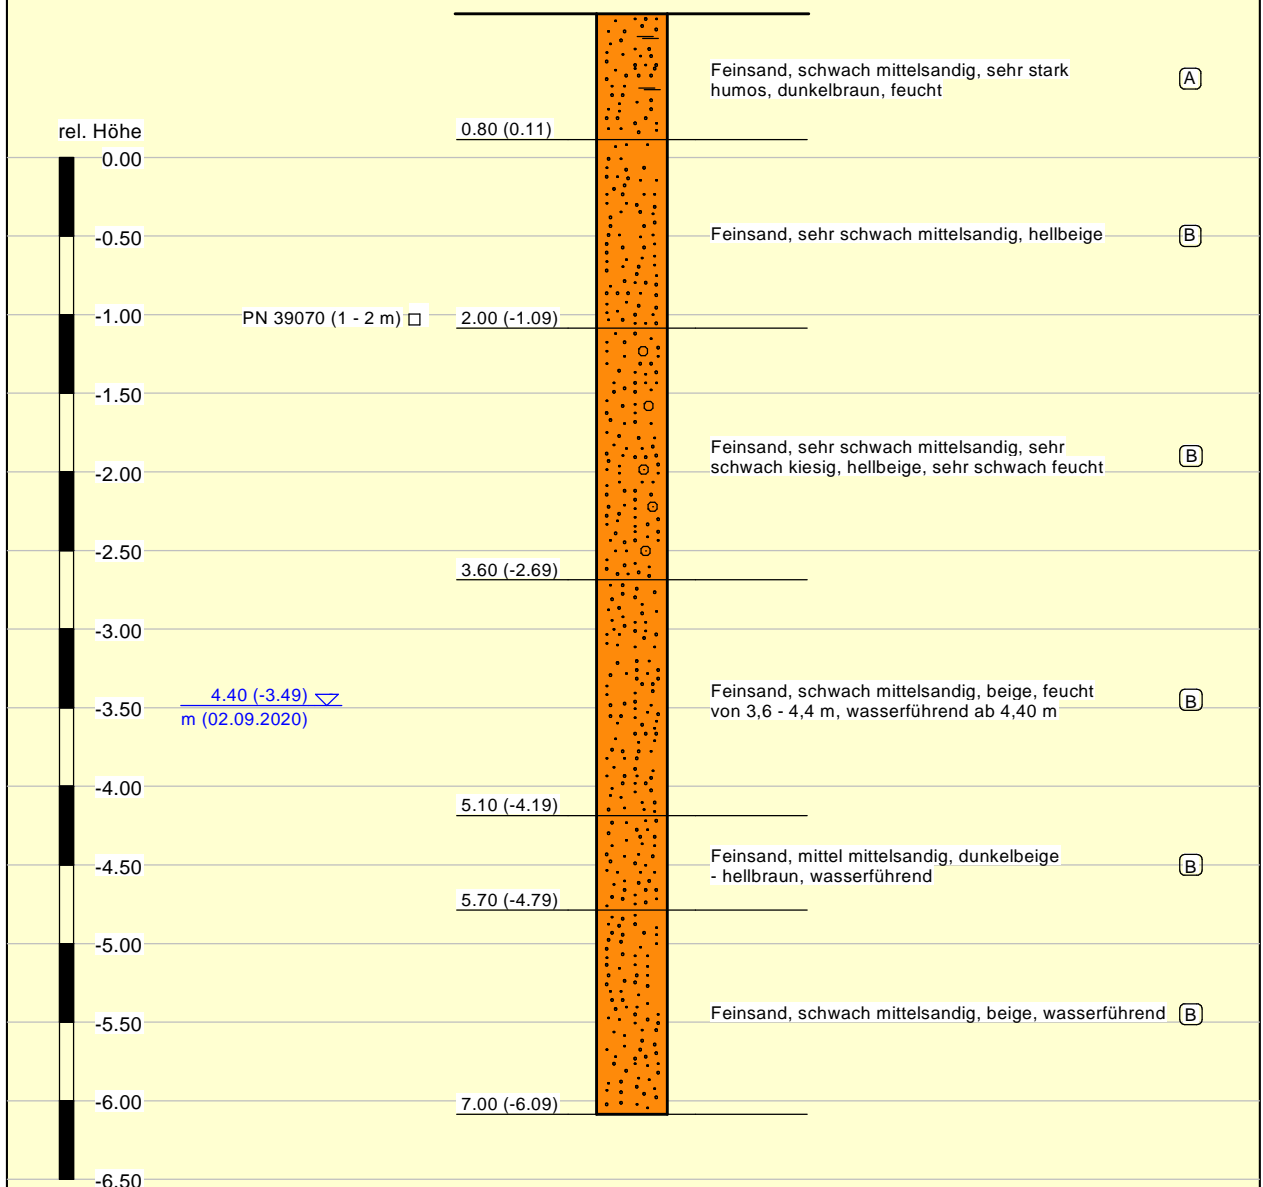 Feinsand, schwach mittelsandig, sehr stark
humos, dunkelbraun, feucht
A
0.80 (0.11)
rel. Höhe
0.00
-0.50
Feinsand, sehr schwach mittelsandig, hellbeige
B
-1.00
PN 39070 (1 - 2 m)
2.00 (-1.09)
-1.50
Feinsand, sehr schwach mittelsandig, sehr
schwach kiesig, hellbeige, sehr schwach feucht
B
-2.00
-2.50
3.60 (-2.69)
-3.00
4.40 (-3.49)
m (02.09.2020)
-3.50
Feinsand, schwach mittelsandig, beige, feucht
von 3,6 - 4,4 m, wasserführend ab 4,40 m
B
-4.00
5.10 (-4.19)
-4.50
Feinsand, mittel mittelsandig, dunkelbeige
- hellbraun, wasserführend
B
5.70 (-4.79)
-5.00
-5.50
Feinsand, schwach mittelsandig, beige, wasserführend
B
-6.00
7.00 (-6.09)
-6.50